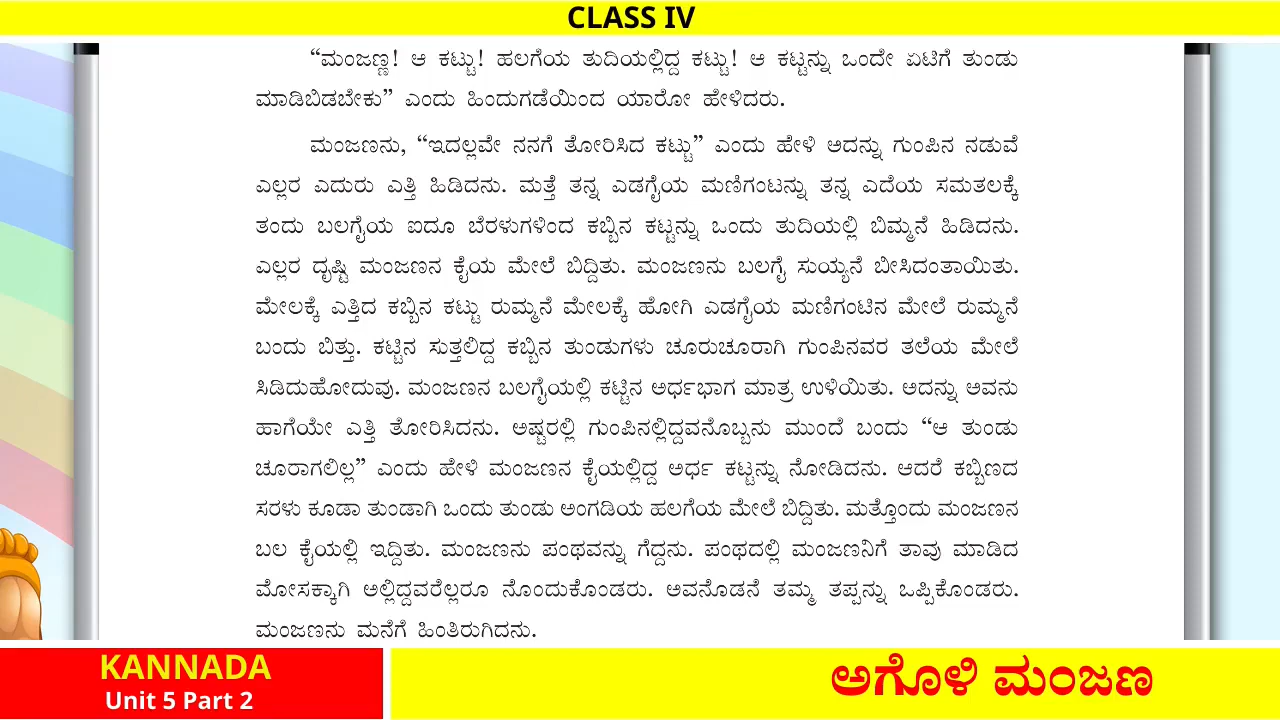 CLASS IV
“ಮಂಜಣ್ಣ! ಆ ಕಟ್ಟು! ಹಲಗೆಯ ತುದಿಯಲ್ಲಿದ್ದ ಕಟ್ಟು! ಆ ಕಟ್ಟನ್ನು ಒಂದೇ ಏಟಿಗೆ ತುಂಡು
ಮಾಡಿಬಿಡಬೇಕು” ಎಂದು ಹಿಂದುಗಡೆಯಿಂದ ಯಾರೋ ಹೇಳಿದರು.
ಮಂಜಣನು, “ಇದಲ್ಲವೇ ನನಗೆ ತೋರಿಸಿದ ಕಟ್ಟು” ಎಂದು ಹೇಳಿ ಅದನ್ನು ಗುಂಪಿನ ನಡುವೆ
ಎಲ್ಲರ ಎದುರು ಎತ್ತಿ ಹಿಡಿದನು. ಮತ್ತೆ ತನ್ನ ಎಡಗೈಯ ಮಣಿಗಂಟನ್ನು ತನ್ನ ಎದೆಯ ಸಮತಲಕ್ಕೆ
ತಂದು ಬಲಗೈಯ ಐದೂ ಬೆರಳುಗಳಿಂದ ಕಬ್ಬಿನ ಕಟ್ಟನ್ನು ಒಂದು ತುದಿಯಲ್ಲಿ ಬಿಮ್ಮನೆ ಹಿಡಿದನು.
ಎಲ್ಲರ ದೃಷ್ಟಿ ಮಂಜಣನ ಕೈಯ ಮೇಲೆ ಬಿದ್ದಿತು. ಮಂಜಣನು ಬಲಗೈ ಸುಯ್ಯನೆ ಬೀಸಿದಂತಾಯಿತು.
ಮೇಲಕ್ಕೆ ಎತ್ತಿದ ಕಬ್ಬಿನ ಕಟ್ಟು ರುಮ್ಮನೆ ಮೇಲಕ್ಕೆ ಹೋಗಿ ಎಡಗೈಯ ಮಣಿಗಂಟಿನ ಮೇಲೆ ರುಮ್ಮನೆ
ಬಂದು ಬಿತ್ತು. ಕಟ್ಟಿನ ಸುತ್ತಲಿದ್ದ ಕಬ್ಬಿನ ತುಂಡುಗಳು ಚೂರುಚೂರಾಗಿ ಗುಂಪಿನವರ ತಲೆಯ ಮೇಲೆ
ಸಿಡಿದುಹೋದುವು. ಮಂಜಣನ ಬಲಗೈಯಲ್ಲಿ ಕಟ್ಟಿನ ಅರ್ಧಭಾಗ ಮಾತ್ರ ಉಳಿಯಿತು. ಅದನ್ನು ಅವನು
ಹಾಗೆಯೇ ಎತ್ತಿ ತೋರಿಸಿದನು. ಅಷ್ಟರಲ್ಲಿ ಗುಂಪಿನಲ್ಲಿದ್ದವನೊಬ್ಬನು ಮುಂದೆ ಬಂದು “ಆ ತುಂಡು
ಚೂರಾಗಲಿಲ್ಲ” ಎಂದು ಹೇಳಿ ಮಂಜಣನ ಕೈಯಲ್ಲಿದ್ದ ಅರ್ಧ ಕಟ್ಟನ್ನು ನೋಡಿದನು. ಆದರೆ ಕಬ್ಬಿಣದ
ಸರಳು ಕೂಡಾ ತುಂಡಾಗಿ ಒಂದು ತುಂಡು ಅಂಗಡಿಯ ಹಲಗೆಯ ಮೇಲೆ ಬಿದ್ದಿತು. ಮತ್ತೊಂದು ಮಂಜಣನ
ಬಲ ಕೈಯಲ್ಲಿ ಇದ್ದಿತು. ಮಂಜಣನು ಪಂಥವನ್ನು ಗೆದ್ದನು. ಪಂಥದಲ್ಲಿ ಮಂಜಣನಿಗೆ ತಾವು ಮಾಡಿದ
ಮೋಸಕ್ಕಾಗಿ ಅಲ್ಲಿದ್ದವರೆಲ್ಲರೂ ನೊಂದುಕೊಂಡರು. ಅವನೊಡನೆ ತಮ್ಮ ತಪ್ಪನ್ನು ಒಪ್ಪಿಕೊಂಡರು.
ಮಂಜಣನು ಮನೆಗೆ ಹಿಂತಿರುಗಿದನು.
KANNADA
Unit 5 Part 2
ಅಗೊಳಿ ಮಂಜಣ